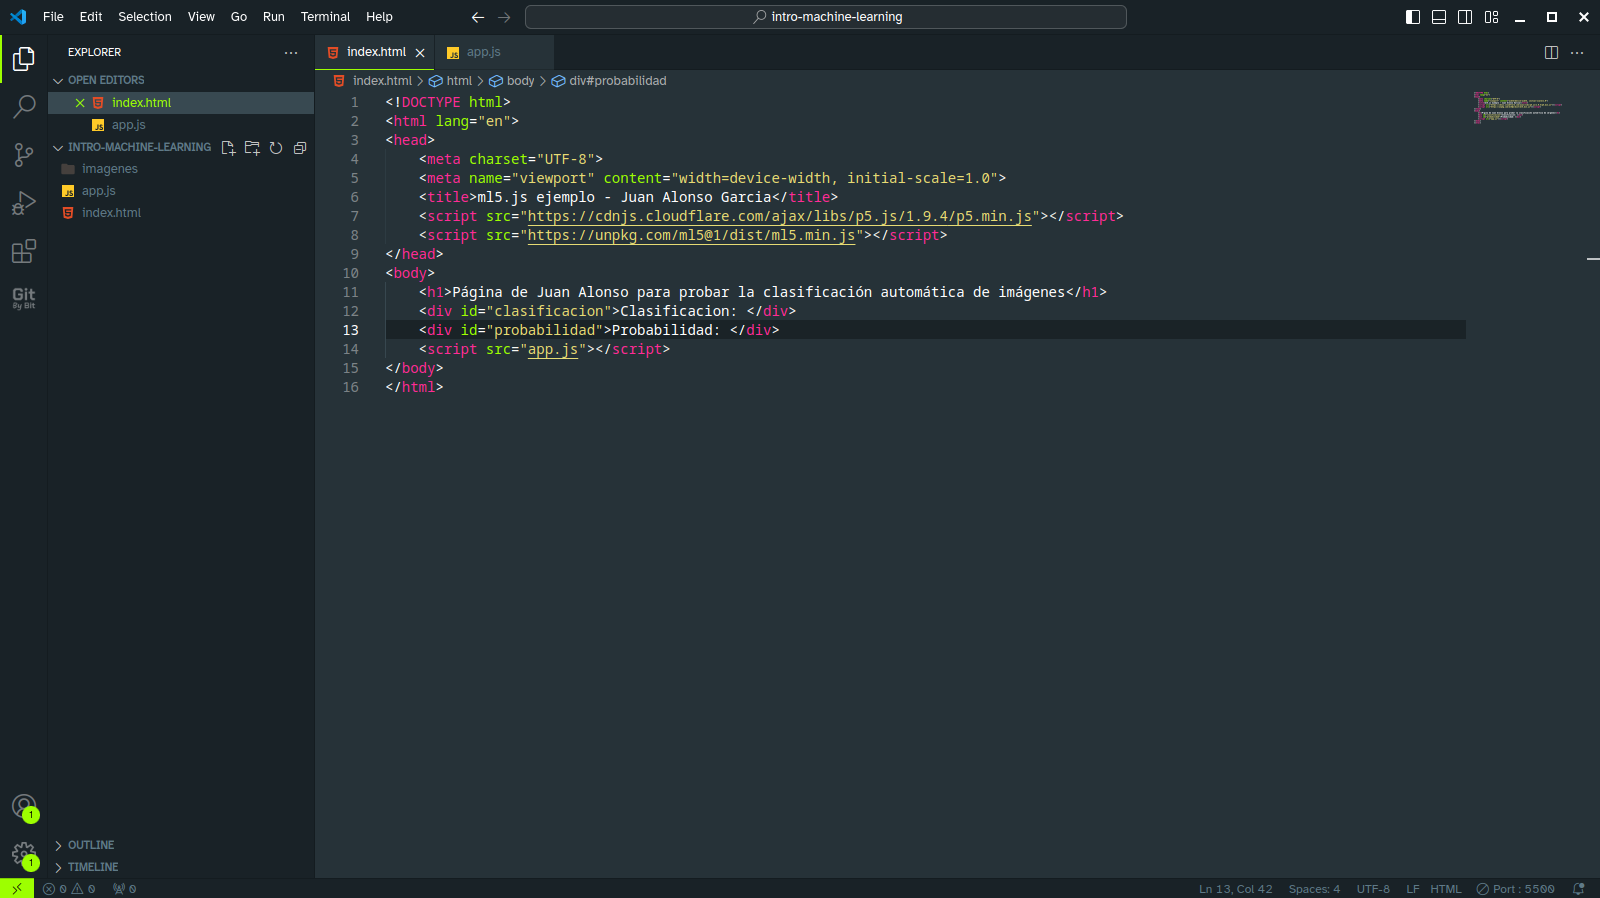 File Edit Selection View Go Run Terminal Help
intro-machine-learning
EXPLORER
OPEN EDITORS
index.html
app.js
INTRO-MACHINE-LEARNING
imagenes
app.js
index.html
Git
By Bit
1
1
OUTLINE
TIMELINE
index.html
app.js
index.html > html > body > div#probabilidad
1 <!DOCTYPE html>
2 <html lang="en">
3 <head>
4     <meta charset="UTF-8">
5     <meta name="viewport" content="width=device-width, initial-scale=1.0">
6     <title>ml5.js ejemplo - Juan Alonso Garcia</title>
7     <script src="https://cdnjs.cloudflare.com/ajax/libs/p5.js/1.9.4/p5.min.js"></script>
8     <script src="https://unpkg.com/ml5@1/dist/ml5.min.js"></script>
9 </head>
10 <body>
11     <h1>Página de Juan Alonso para probar la clasificación automática de imágenes</h1>
12     <div id="clasificacion">Clasificacion: </div>
13     <div id="probabilidad">Probabilidad: </div>
14     <script src="app.js"></script>
15 </body>
16 </html>
0 0 0
Ln 13, Col 42 Spaces: 4 UTF-8 LF HTML Port : 5500